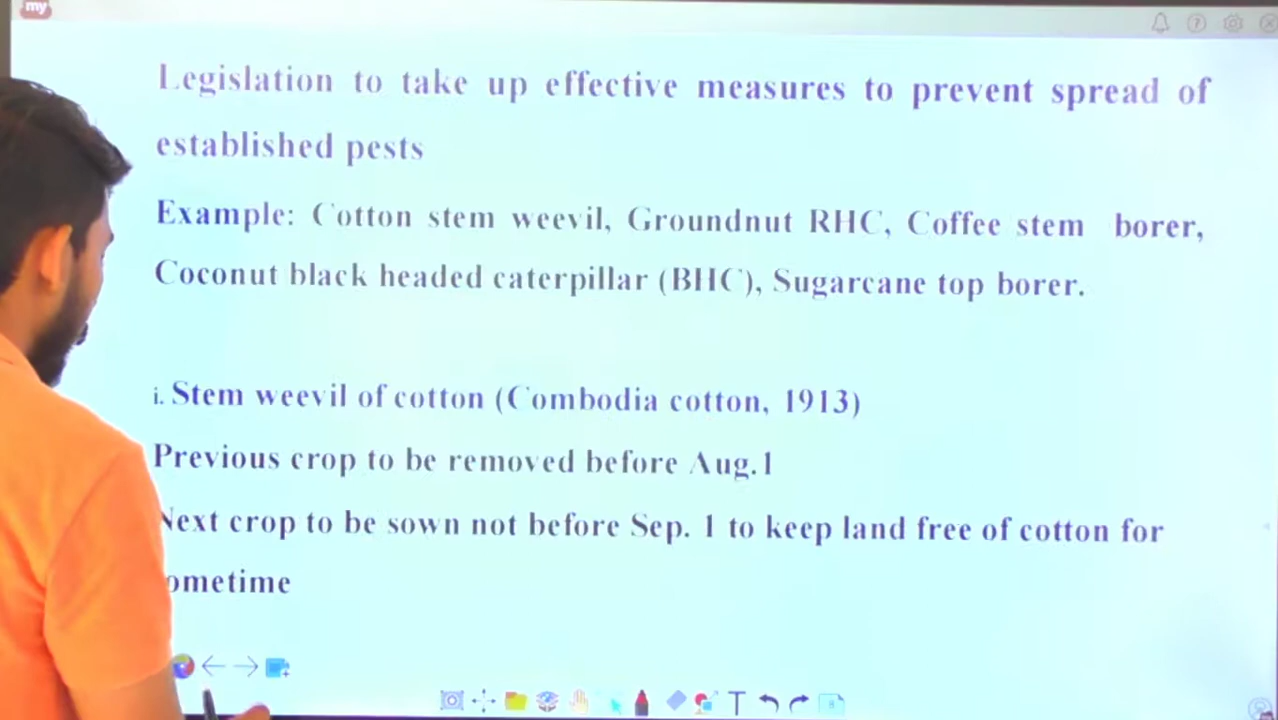 my
Legislation to take up effective measures to prevent spread of
established pests
Example: Cotton stem weevil, Groundnut RHC, Coffee stem borer,
Coconut black headed caterpillar (BHC), Sugarcane top borer.
i. Stem weevil of cotton (Combodia cotton, 1913)
Previous crop to be removed before Aug.1
Next crop to be sown not before Sep. 1 to keep land free of cotton for
ometime
T
8